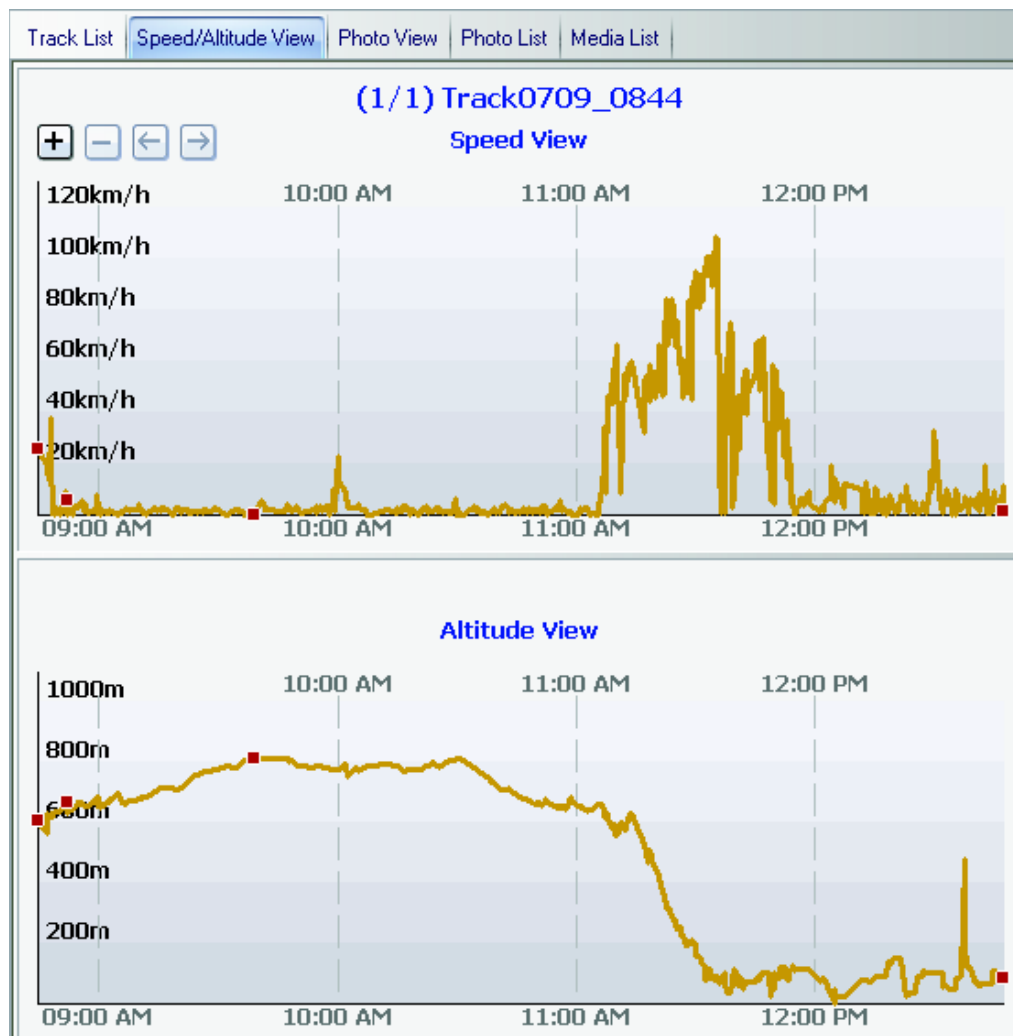 Track List Speed/Altitude View Photo View Photo List Media List
(1/1) Track0709_0844
Speed View
120km/h 10:00 AM 11:00 AM 12:00 PM
100km/h
80km/h
60km/h
40km/h
20km/h
09:00 AM 10:00 AM 11:00 AM 12:00 PM
Altitude View
1000m 10:00 AM 11:00 AM 12:00 PM
800m
600m
400m
200m
09:00 AM 10:00 AM 11:00 AM 12:00 PM